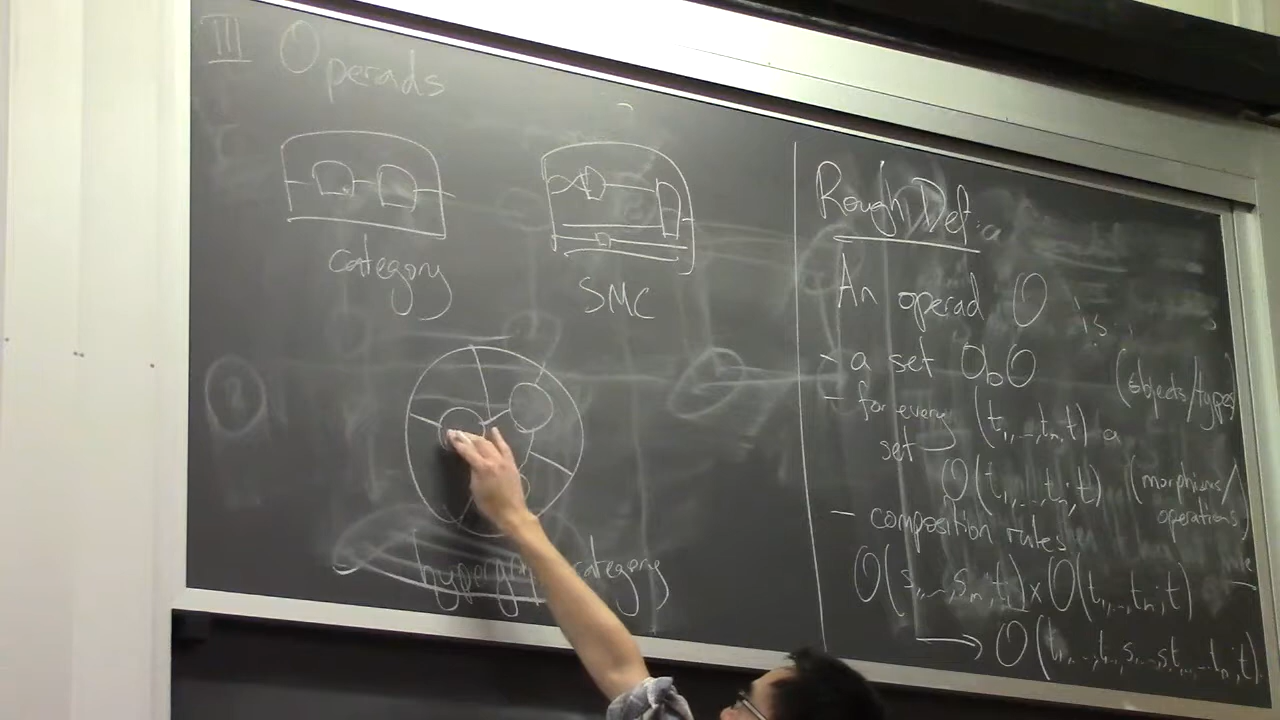 III Operads
category
SMC
category
Rough Def:
An operad O is
- a set Ob O (objects/types)
- for every (t₁,...,tₙ,t) a
set
O(t₁,...,tₙ;t) (morphisms/
operations)
- composition rules
O(s₁,...,sₘ;tᵢ) × O(t₁,...,tₙ;t)
→ O(t₁,...,tᵢ₋₁,s₁,...,sₘ,tᵢ₊₁,...,tₙ;t)